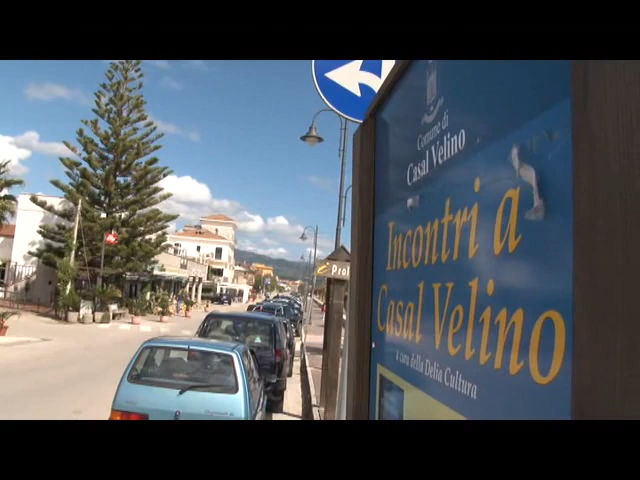 Comune di
Casal Velino
Incontri a
Casal Velino
a cura della Delia Cultura